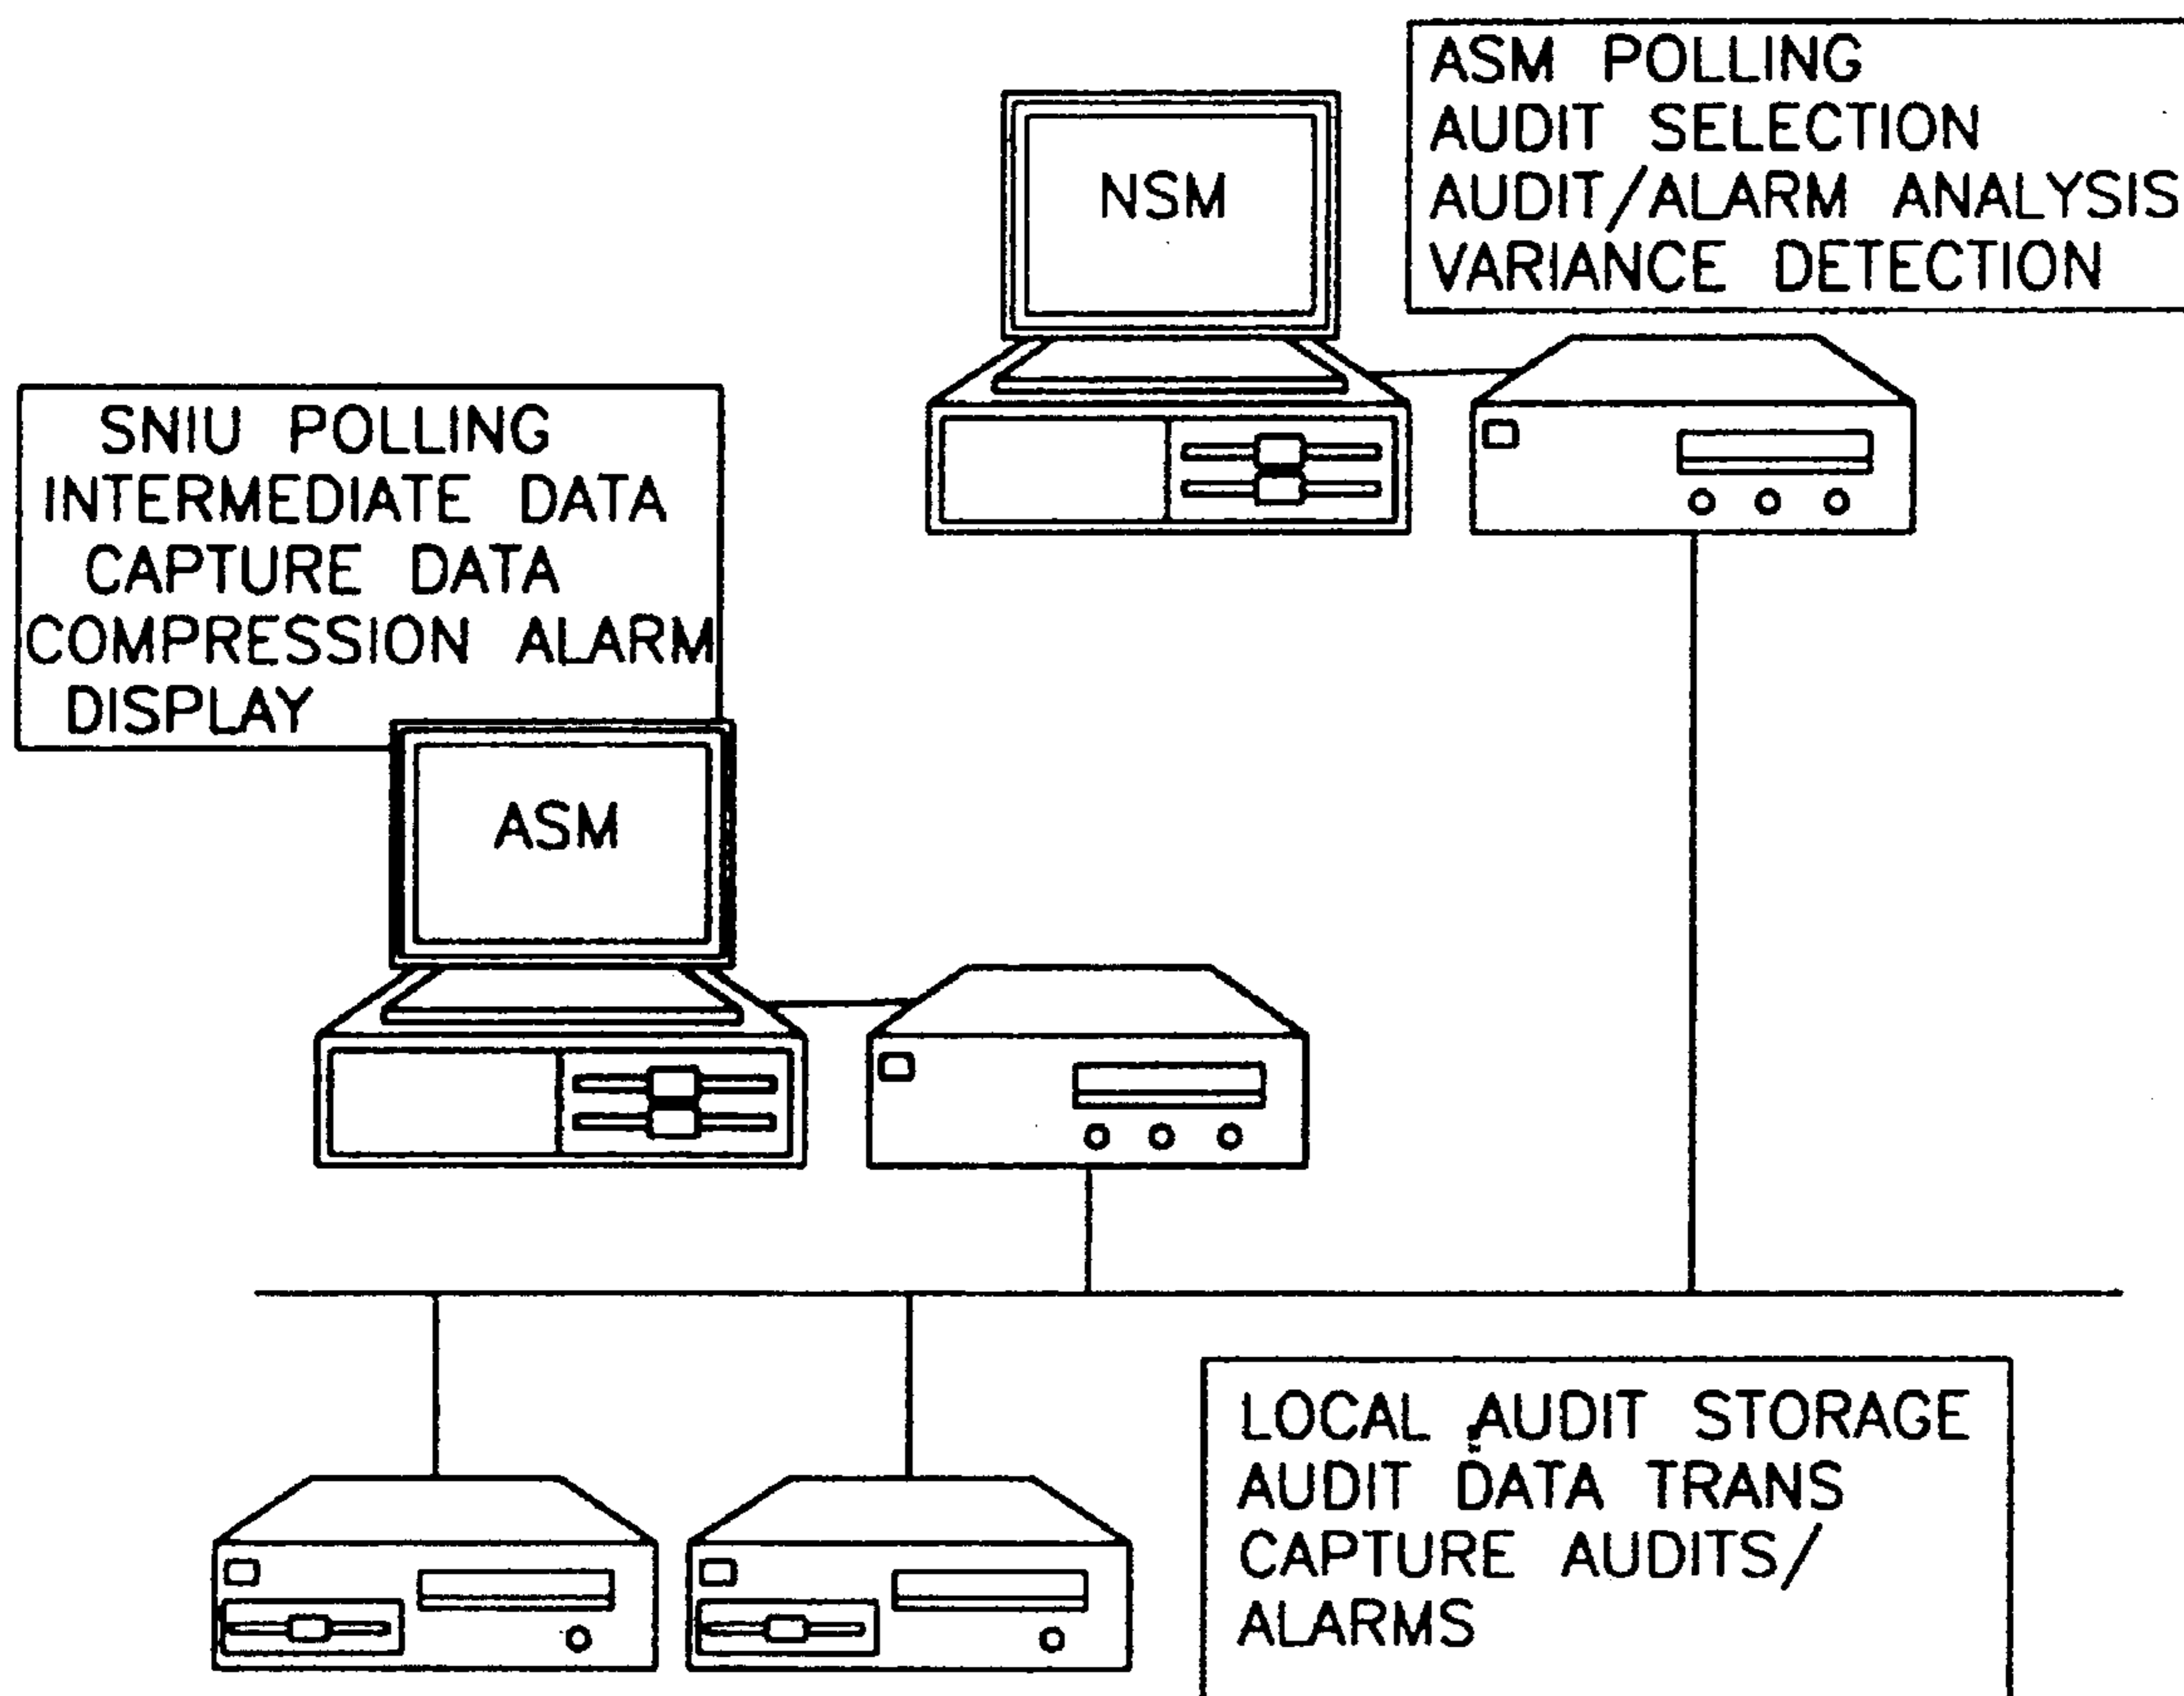 ASM POLLING
AUDIT SELECTION
AUDIT/ALARM ANALYSIS
VARIANCE DETECTION
NSM
SNIU POLLING
INTERMEDIATE DATA
CAPTURE DATA
COMPRESSION ALARM
DISPLAY
ASM
LOCAL AUDIT STORAGE
AUDIT DATA TRANS
CAPTURE AUDITS/
ALARMS